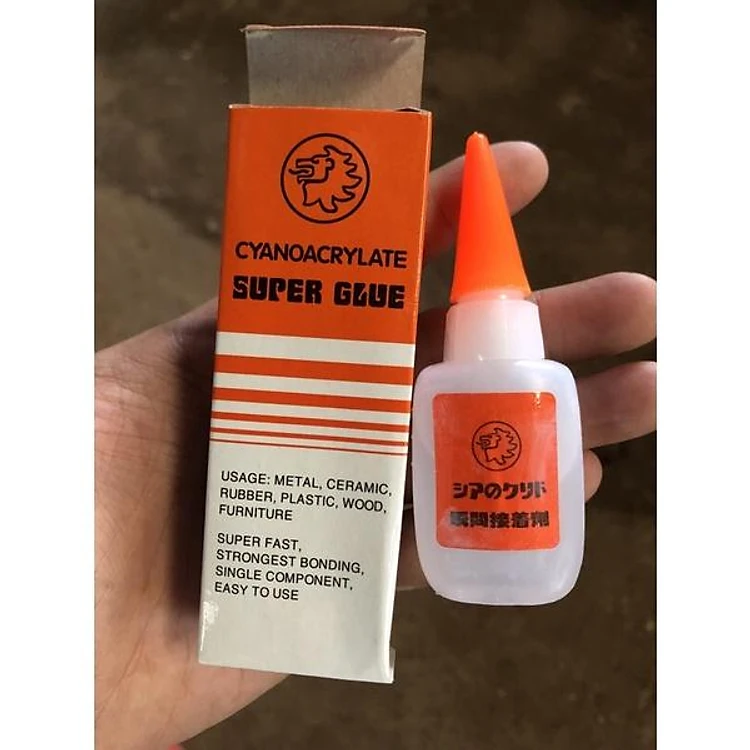 CYANOACRYLATE
SUPER GLUE
USAGE: METAL, CERAMIC,
RUBBER, PLASTIC, WOOD,
FURNITURE
SUPER FAST,
STRONGEST BONDING,
SINGLE COMPONENT,
EASY TO USE
シアのクリド
瞬間接着劑